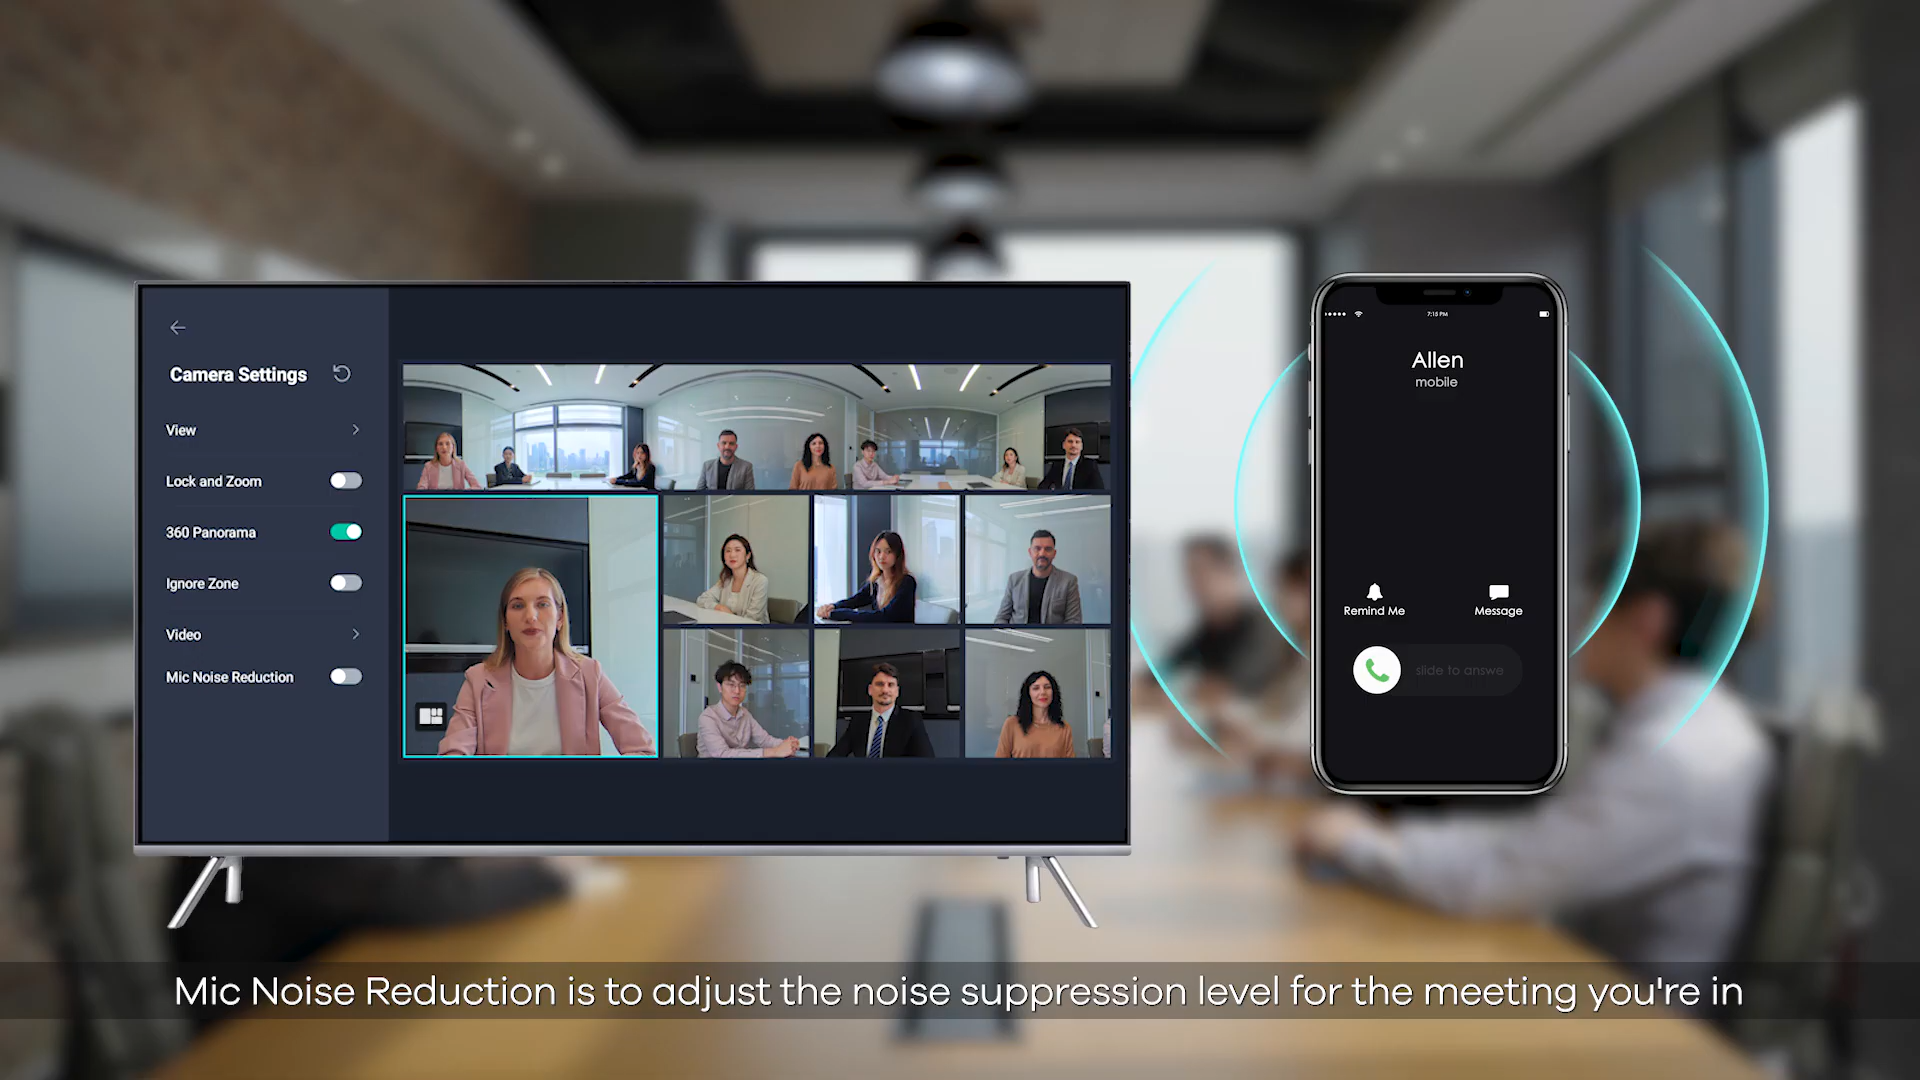 Camera Settings
View
Lock and Zoom
360 Panorama
Ignore Zone
Video
Mic Noise Reduction
7:15 PM
Allen
mobile
Remind Me
Message
slide to answe
Mic Noise Reduction is to adjust the noise suppression level for the meeting you're in